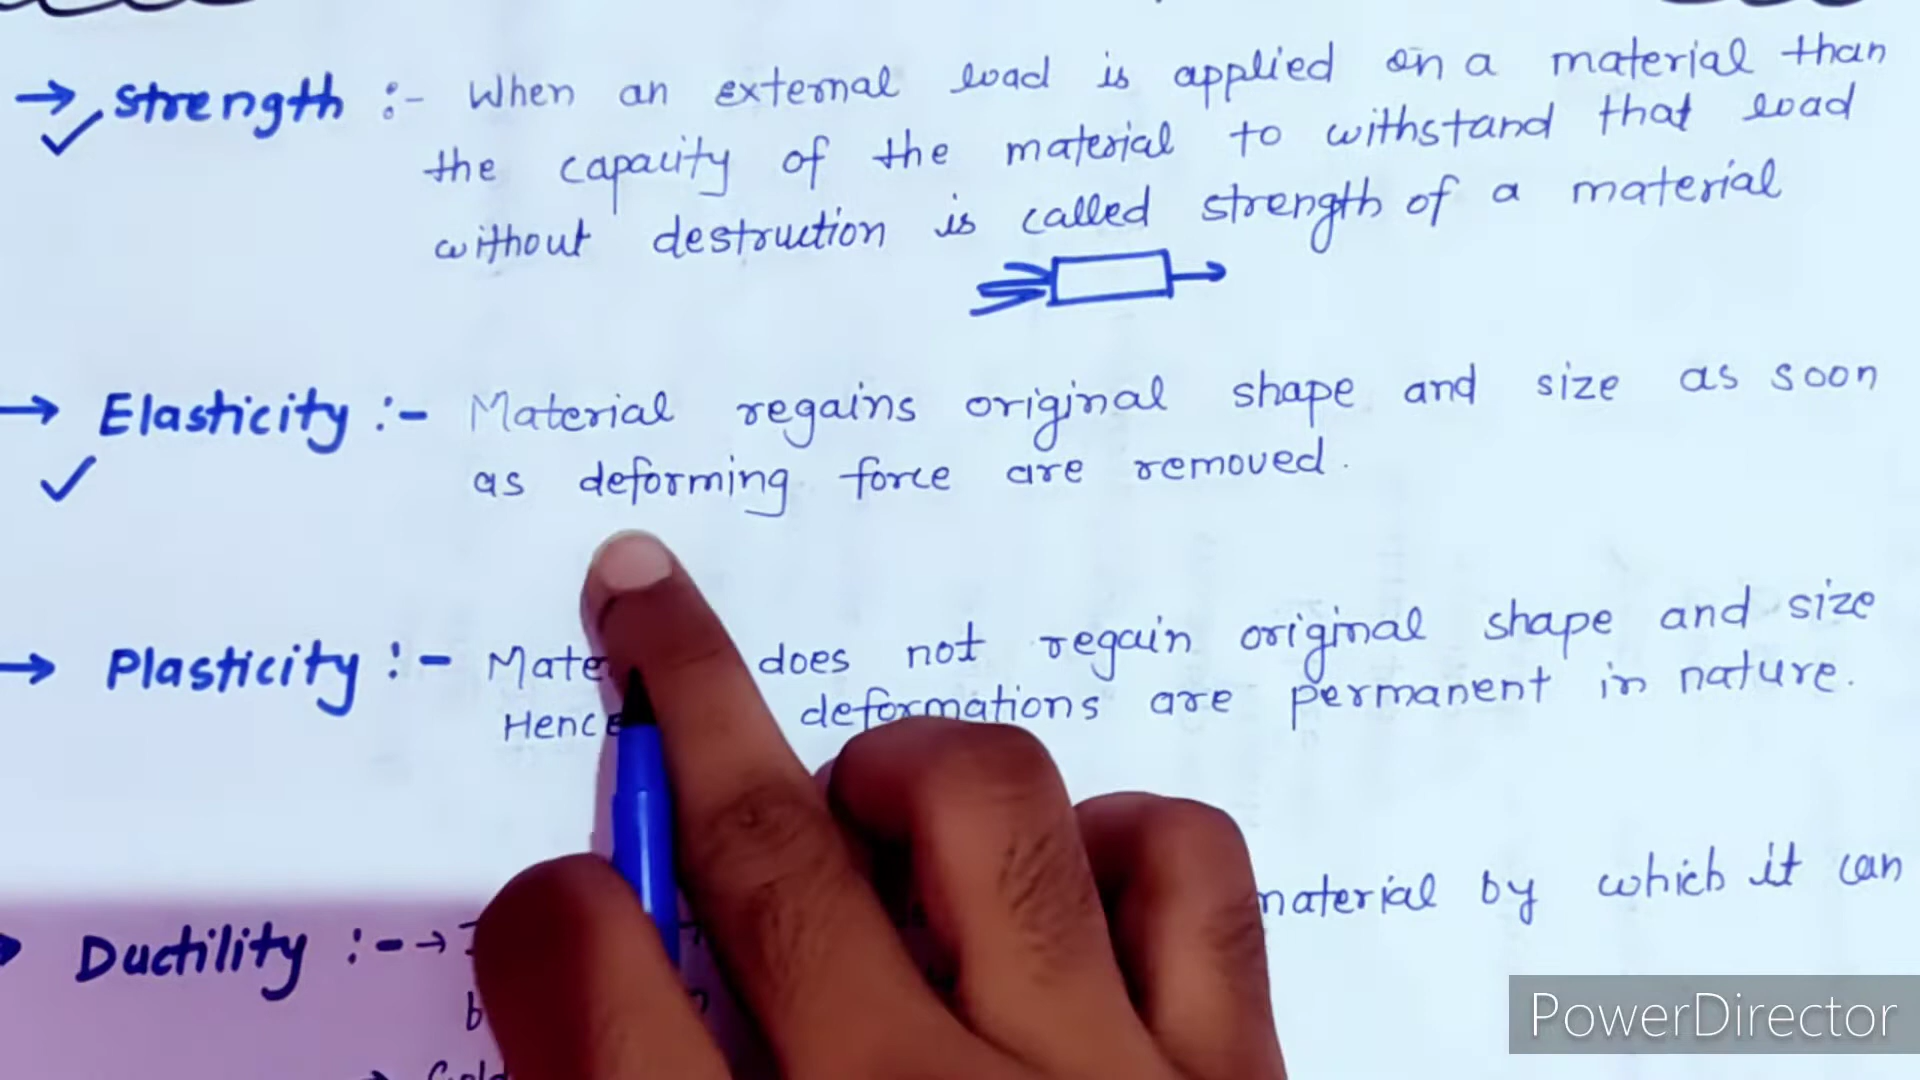 → Strength :- When an external load is applied on a material than
the capacity of the material to withstand that load
without destruction is called strength of a material
→ Elasticity :- Material regains original shape and size as soon
as deforming force are removed.
→ Plasticity :- does not regain original shape and size
Hence deformations are permanent in nature.
Ductility :- → material by which it can
PowerDirector